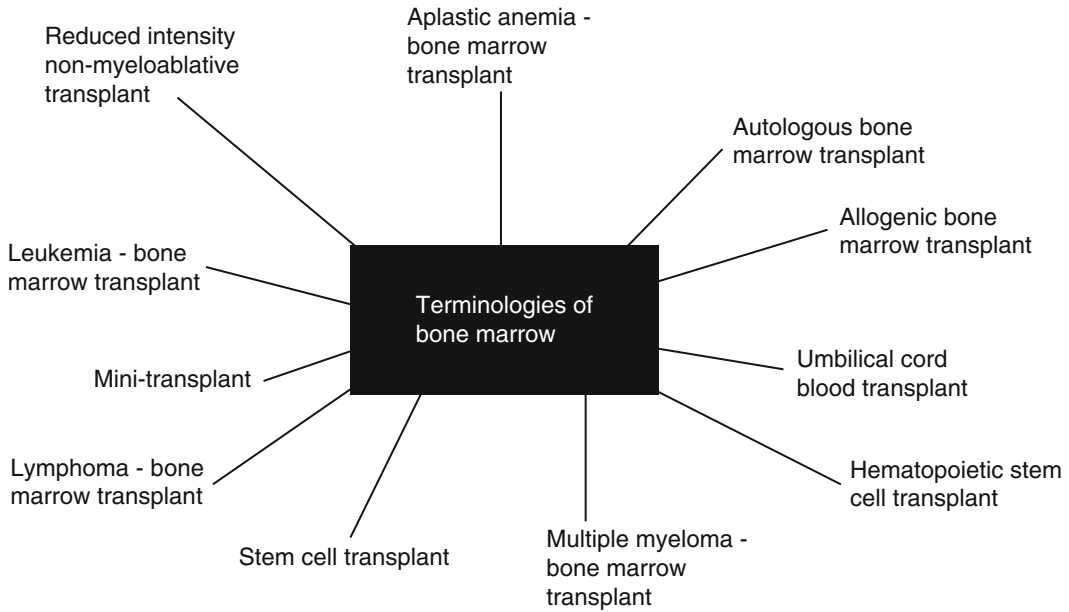 Reduced intensity
non-myeloablative
transplant
Aplastic anemia -
bone marrow
transplant
Autologous bone
marrow transplant
Allogenic bone
marrow transplant
Leukemia - bone
marrow transplant
Terminologies of
bone marrow
Mini-transplant
Umbilical cord
blood transplant
Lymphoma - bone
marrow transplant
Hematopoietic stem
cell transplant
Stem cell transplant
Multiple myeloma -
bone marrow
transplant